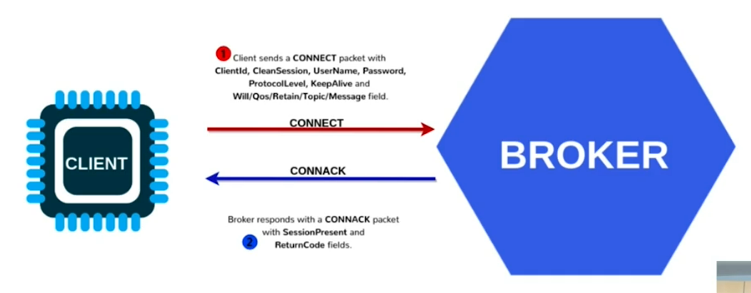 1 Client sends a CONNECT packet with
ClientId, CleanSession, UserName, Password,
ProtocolLevel, KeepAlive and
Will/Qos/Retain/Topic/Message field.
CONNECT
CLIENT
BROKER
CONNACK
Broker responds with a CONNACK packet
with SessionPresent and
2 ReturnCode fields.